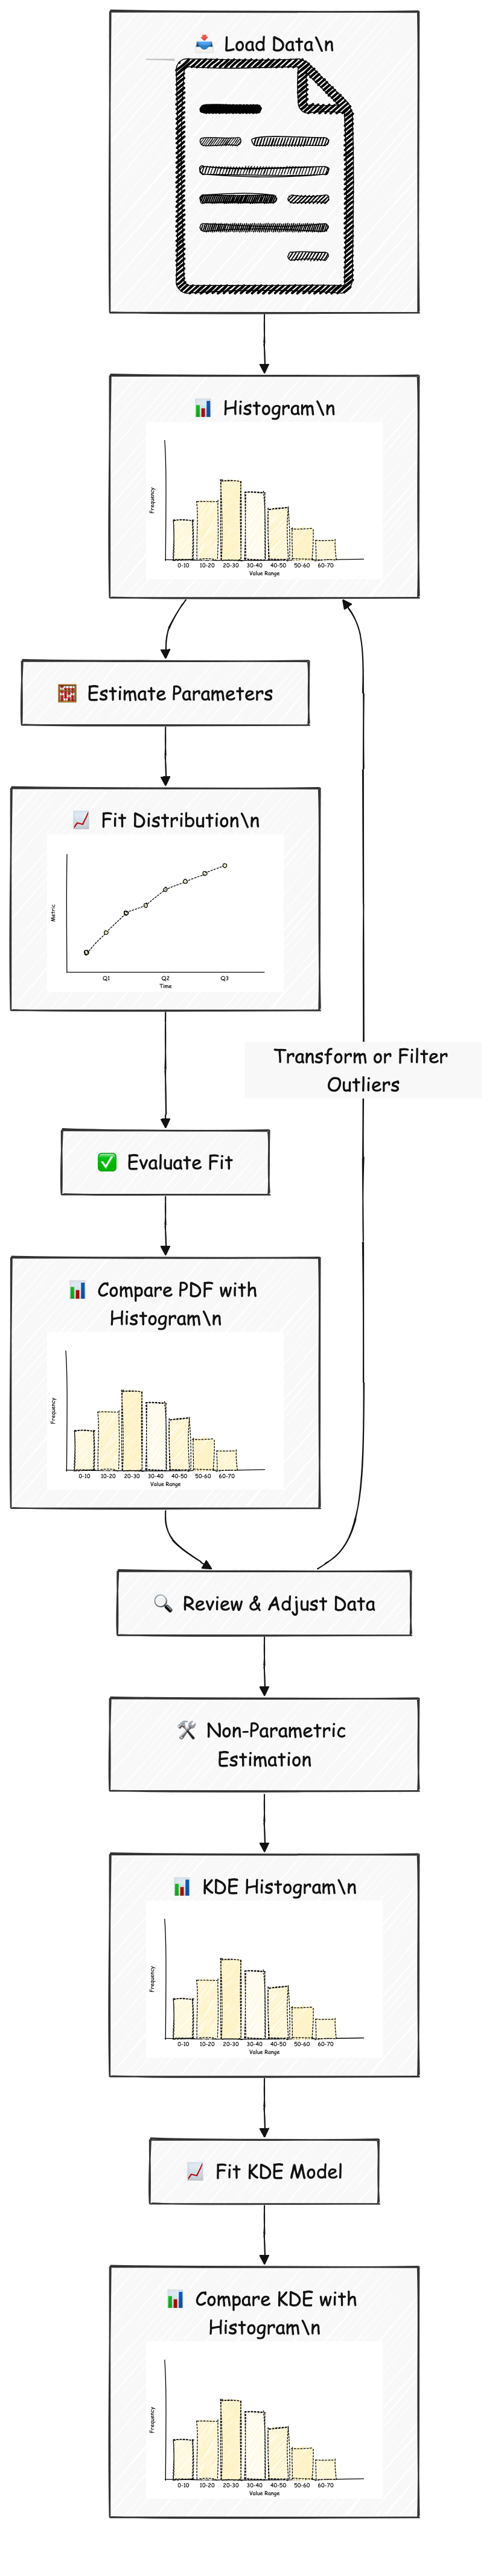 📥 Load Data\n
📊 Histogram\n
Frequency
0-10 10-20 20-30 30-40 40-50 50-60 60-70
Value Range
🧮 Estimate Parameters
📈 Fit Distribution\n
Metric
Q1 Q2 Q3
Time
Transform or Filter
Outliers
✅ Evaluate Fit
📊 Compare PDF with
Histogram\n
Frequency
0-10 10-20 20-30 30-40 40-50 50-60 60-70
Value Range
🔍 Review & Adjust Data
🛠 Non-Parametric
Estimation
📊 KDE Histogram\n
Frequency
0-10 10-20 20-30 30-40 40-50 50-60 60-70
Value Range
📈 Fit KDE Model
📊 Compare KDE with
Histogram\n
Frequency
0-10 10-20 20-30 30-40 40-50 50-60 60-70
Value Range